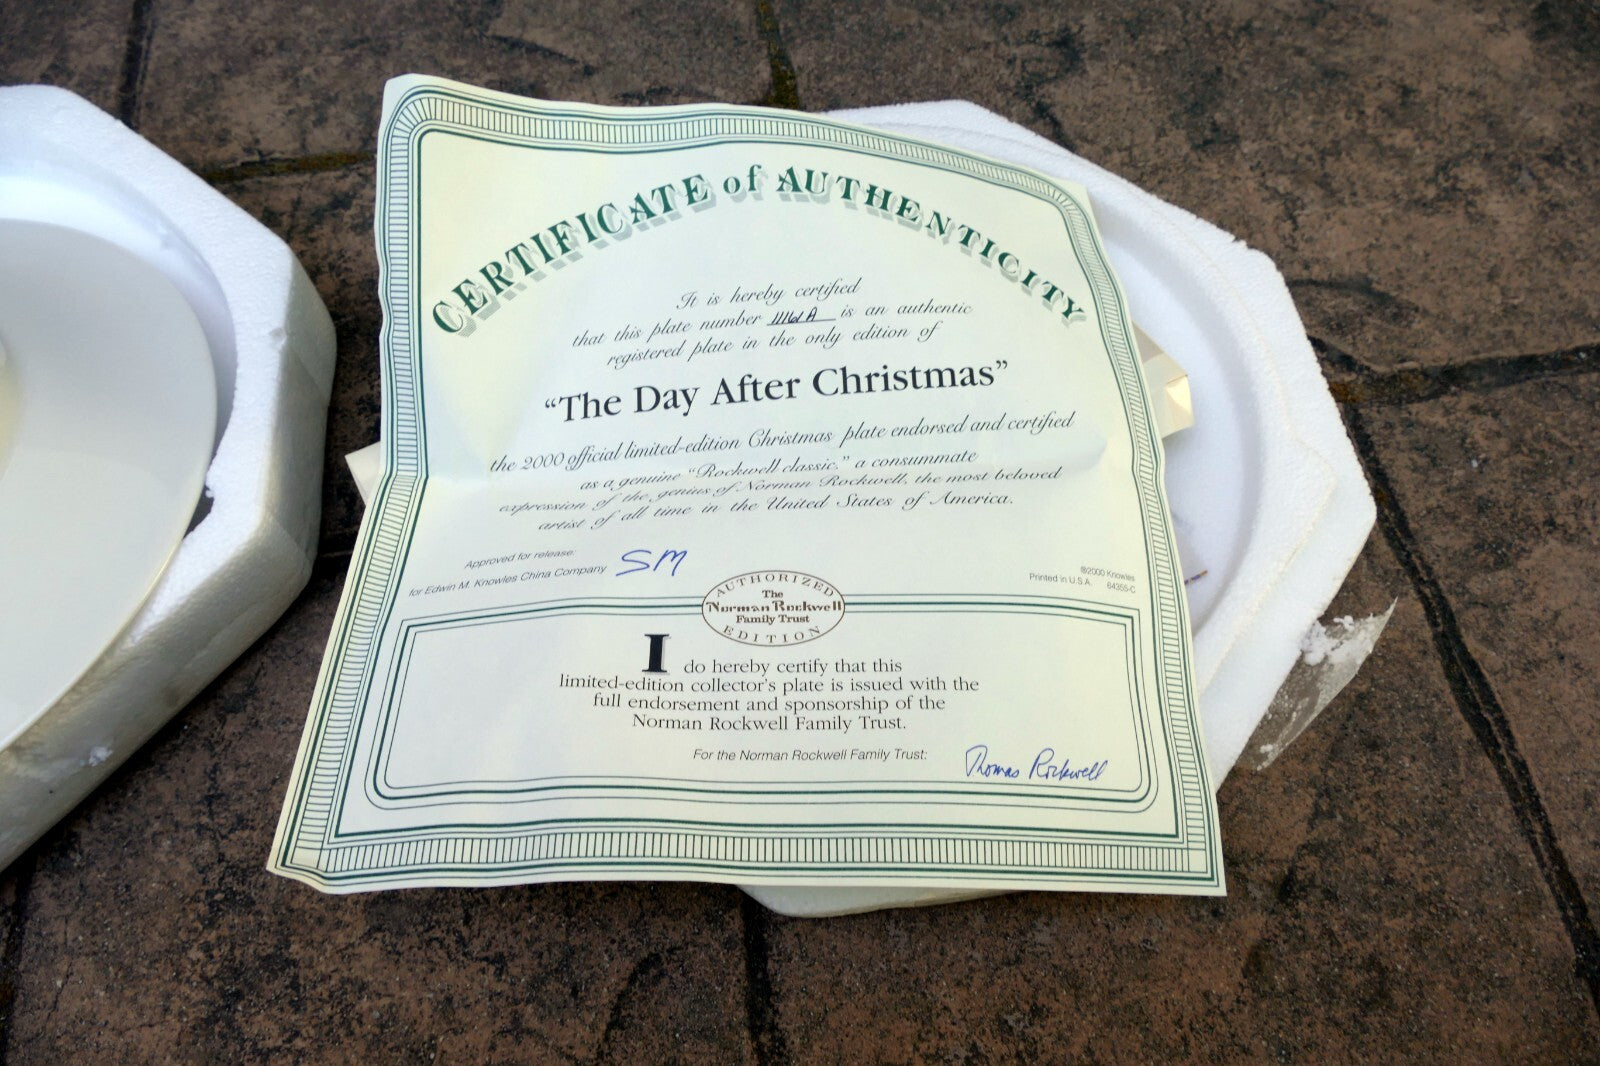 CERTIFICATE of AUTHENTICITY
It is hereby certified
that this plate number is an authentic
registered plate in the only edition of
“The Day After Christmas”
the 2000 official limited-edition Christmas plate endorsed and certified
as a genuine “Rockwell classic,” a consummate
expression of the genius of Norman Rockwell, the most beloved
artist of all time in the United States of America.
Approved for release:
for Edwin M. Knowles China Company SM
©2000 Knowles
Printed in U.S.A. 84355-C
AUTHORIZED
The
Norman Rockwell
Family Trust
EDITION
I do hereby certify that this
limited-edition collector's plate is issued with the
full endorsement and sponsorship of the
Norman Rockwell Family Trust.
For the Norman Rockwell Family Trust: Thomas Rockwell